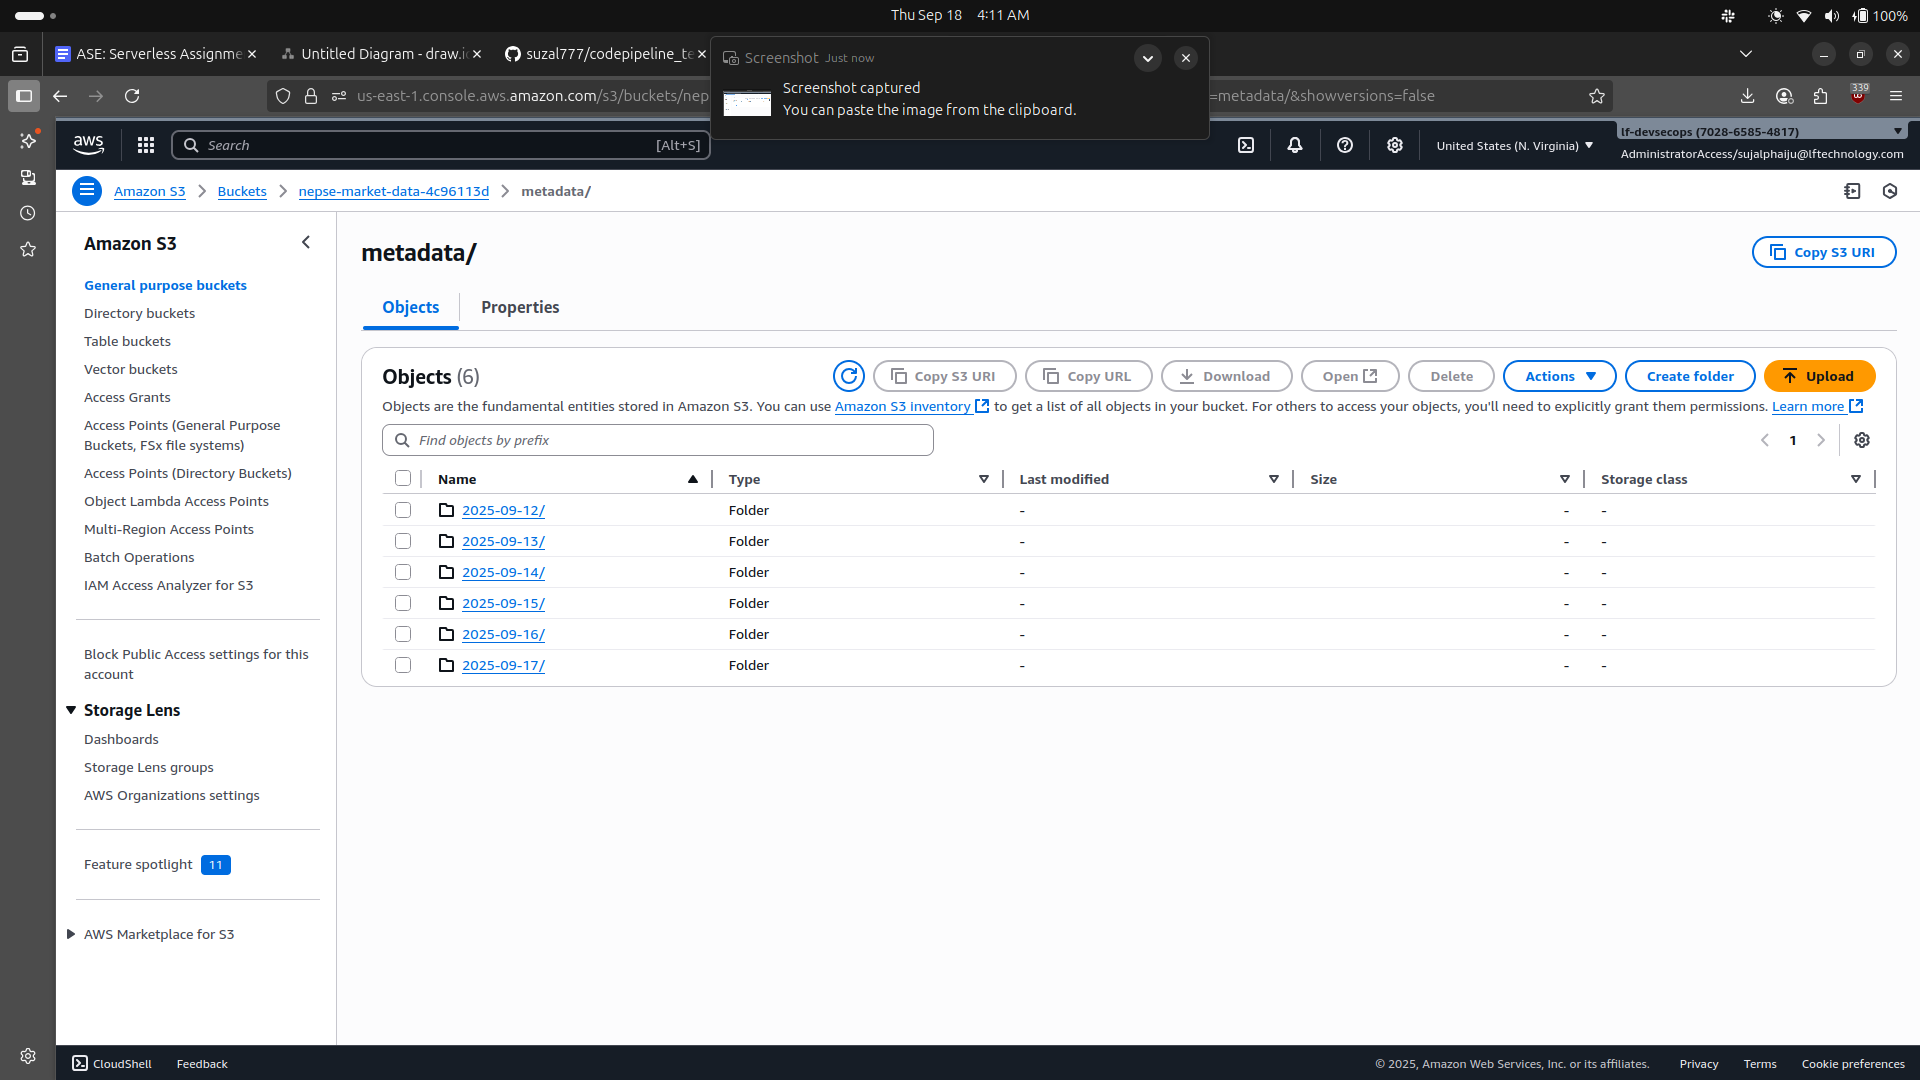 Thu Sep 18 4:11 AM
100%
ASE: Serverless Assignme
Untitled Diagram - draw.i
suzal777/codepipeline_te
Screenshot Just now
Screenshot captured
You can paste the image from the clipboard.
us-east-1.console.aws.amazon.com/s3/buckets/nep
=metadata/&showversions=false
339
aws
Search [Alt+S]
United States (N. Virginia)
lf-devsecops (7028-6585-4817)
AdministratorAccess/sujalphaiju@lftechnology.com
Amazon S3 > Buckets > nepse-market-data-4c96113d > metadata/
Amazon S3
General purpose buckets
Directory buckets
Table buckets
Vector buckets
Access Grants
Access Points (General Purpose
Buckets, FSx file systems)
Access Points (Directory Buckets)
Object Lambda Access Points
Multi-Region Access Points
Batch Operations
IAM Access Analyzer for S3
Block Public Access settings for this
account
Storage Lens
Dashboards
Storage Lens groups
AWS Organizations settings
Feature spotlight 11
AWS Marketplace for S3
metadata/
Copy S3 URI
Objects Properties
Objects (6)
Copy S3 URI Copy URL Download Open Delete Actions Create folder Upload
Objects are the fundamental entities stored in Amazon S3. You can use Amazon S3 inventory to get a list of all objects in your bucket. For others to access your objects, you'll need to explicitly grant them permissions. Learn more
Find objects by prefix
1
Name Type Last modified Size Storage class
2025-09-12/ Folder - - -
2025-09-13/ Folder - - -
2025-09-14/ Folder - - -
2025-09-15/ Folder - - -
2025-09-16/ Folder - - -
2025-09-17/ Folder - - -
CloudShell Feedback
© 2025, Amazon Web Services, Inc. or its affiliates. Privacy Terms Cookie preferences